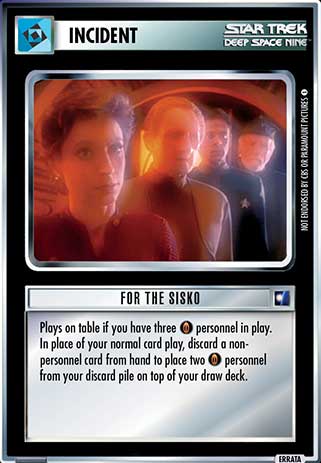 INCIDENT
STAR TREK
DEEP SPACE NINE
NOT ENDORSED BY CBS OR PARAMOUNT PICTURES
FOR THE SISKO
Plays on table if you have three personnel in play.
In place of your normal card play, discard a non-
personnel card from hand to place two personnel
from your discard pile on top of your draw deck.
ERRATA